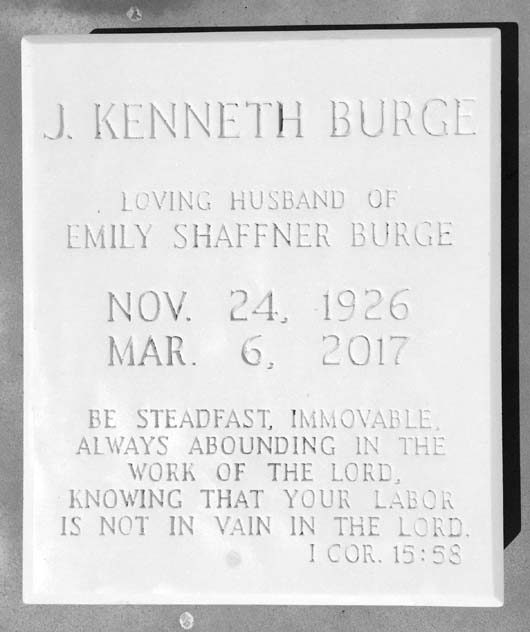 J. KENNETH BURGE
LOVING HUSBAND OF
EMILY SHAFFNER BURGE
NOV. 24, 1926
MAR. 6, 2017
BE STEADFAST, IMMOVABLE,
ALWAYS ABOUNDING IN THE
WORK OF THE LORD,
KNOWING THAT YOUR LABOR
IS NOT IN VAIN IN THE LORD.
I COR. 15:58